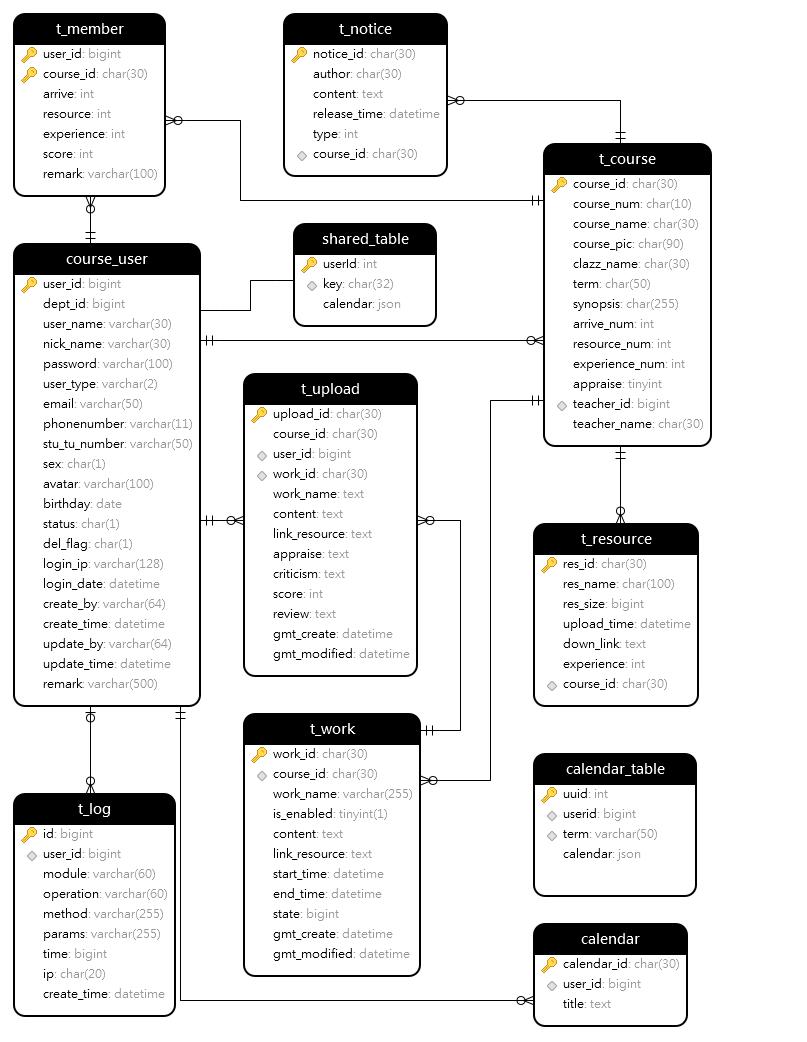 t_member
user_id: bigint
course_id: char(30)
arrive: int
resource: int
experience: int
score: int
remark: varchar(100)
t_notice
notice_id: char(30)
author: char(30)
content: text
release_time: datetime
type: int
course_id: char(30)
t_course
course_id: char(30)
course_num: char(10)
course_name: char(30)
course_pic: char(90)
clazz_name: char(30)
term: char(50)
synopsis: char(255)
arrive_num: int
resource_num: int
experience_num: int
appraise: tinyint
teacher_id: bigint
teacher_name: char(30)
shared_table
userId: int
key: char(32)
calendar: json
course_user
user_id: bigint
dept_id: bigint
user_name: varchar(30)
nick_name: varchar(30)
password: varchar(100)
user_type: varchar(2)
email: varchar(50)
phonenumber: varchar(11)
stu_tu_number: varchar(50)
sex: char(1)
avatar: varchar(100)
birthday: date
status: char(1)
del_flag: char(1)
login_ip: varchar(128)
login_date: datetime
create_by: varchar(64)
create_time: datetime
update_by: varchar(64)
update_time: datetime
remark: varchar(500)
t_upload
upload_id: char(30)
course_id: char(30)
user_id: bigint
work_id: char(30)
work_name: text
content: text
link_resource: text
appraise: text
criticism: text
score: int
review: text
gmt_create: datetime
gmt_modified: datetime
t_resource
res_id: char(30)
res_name: char(100)
res_size: bigint
upload_time: datetime
down_link: text
experience: int
course_id: char(30)
t_work
work_id: char(30)
course_id: char(30)
work_name: varchar(255)
is_enabled: tinyint(1)
content: text
link_resource: text
start_time: datetime
end_time: datetime
state: bigint
gmt_create: datetime
gmt_modified: datetime
calendar_table
uuid: int
userid: bigint
term: varchar(50)
calendar: json
t_log
id: bigint
user_id: bigint
module: varchar(60)
operation: varchar(60)
method: varchar(255)
params: varchar(255)
time: bigint
ip: char(20)
create_time: datetime
calendar
calendar_id: char(30)
user_id: bigint
title: text